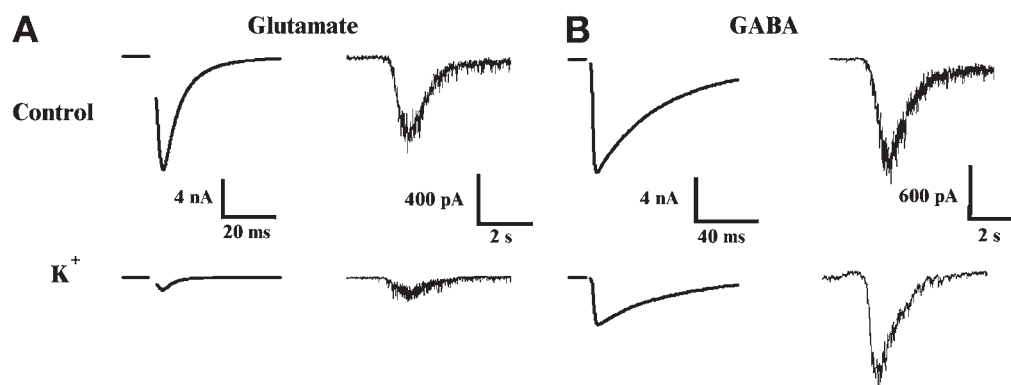 A
Glutamate
B
GABA
Control
4 nA
20 ms
400 pA
2 s
4 nA
40 ms
600 pA
2 s
K+